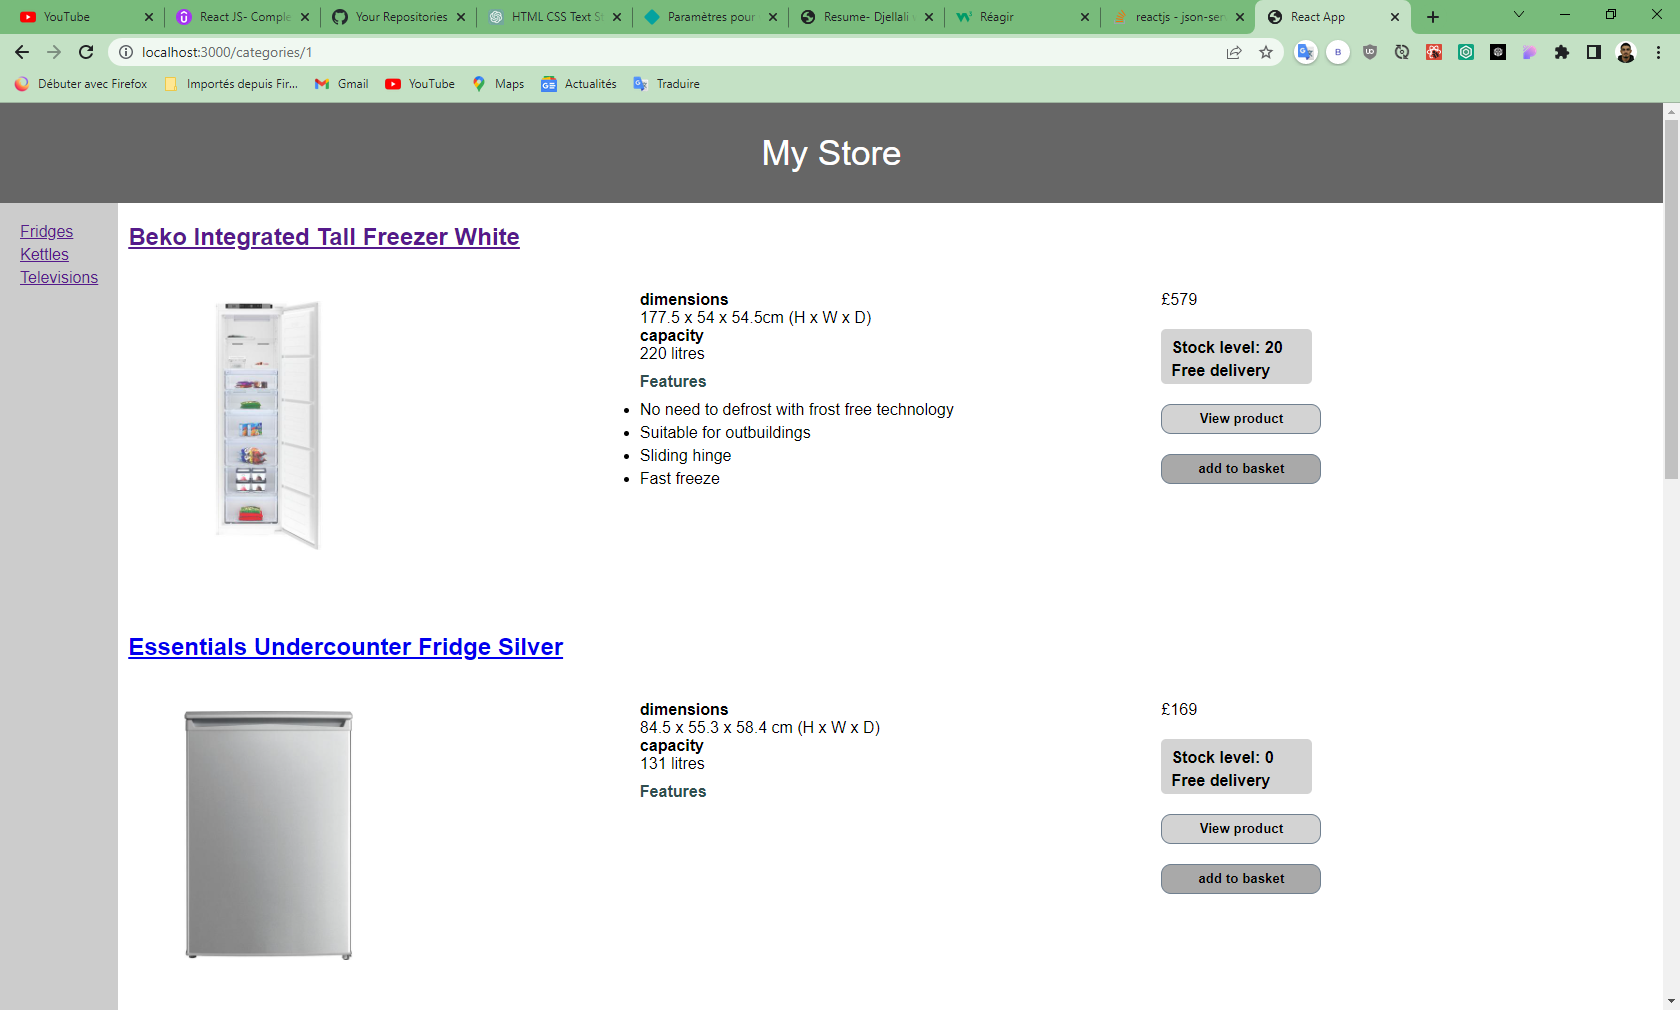 YouTube
React JS- Comple
Your Repositories
HTML CSS Text St
Paramètres pour
Resume- Djellali
Réagir
reactjs - json-ser
React App
localhost:3000/categories/1
Débuter avec Firefox
Importés depuis Fir...
Gmail
YouTube
Maps
Actualités
Traduire
My Store
Fridges
Kettles
Televisions
Beko Integrated Tall Freezer White
dimensions
177.5 x 54 x 54.5cm (H x W x D)
capacity
220 litres
Features
No need to defrost with frost free technology
Suitable for outbuildings
Sliding hinge
Fast freeze
£579
Stock level: 20
Free delivery
View product
add to basket
Essentials Undercounter Fridge Silver
dimensions
84.5 x 55.3 x 58.4 cm (H x W x D)
capacity
131 litres
Features
£169
Stock level: 0
Free delivery
View product
add to basket